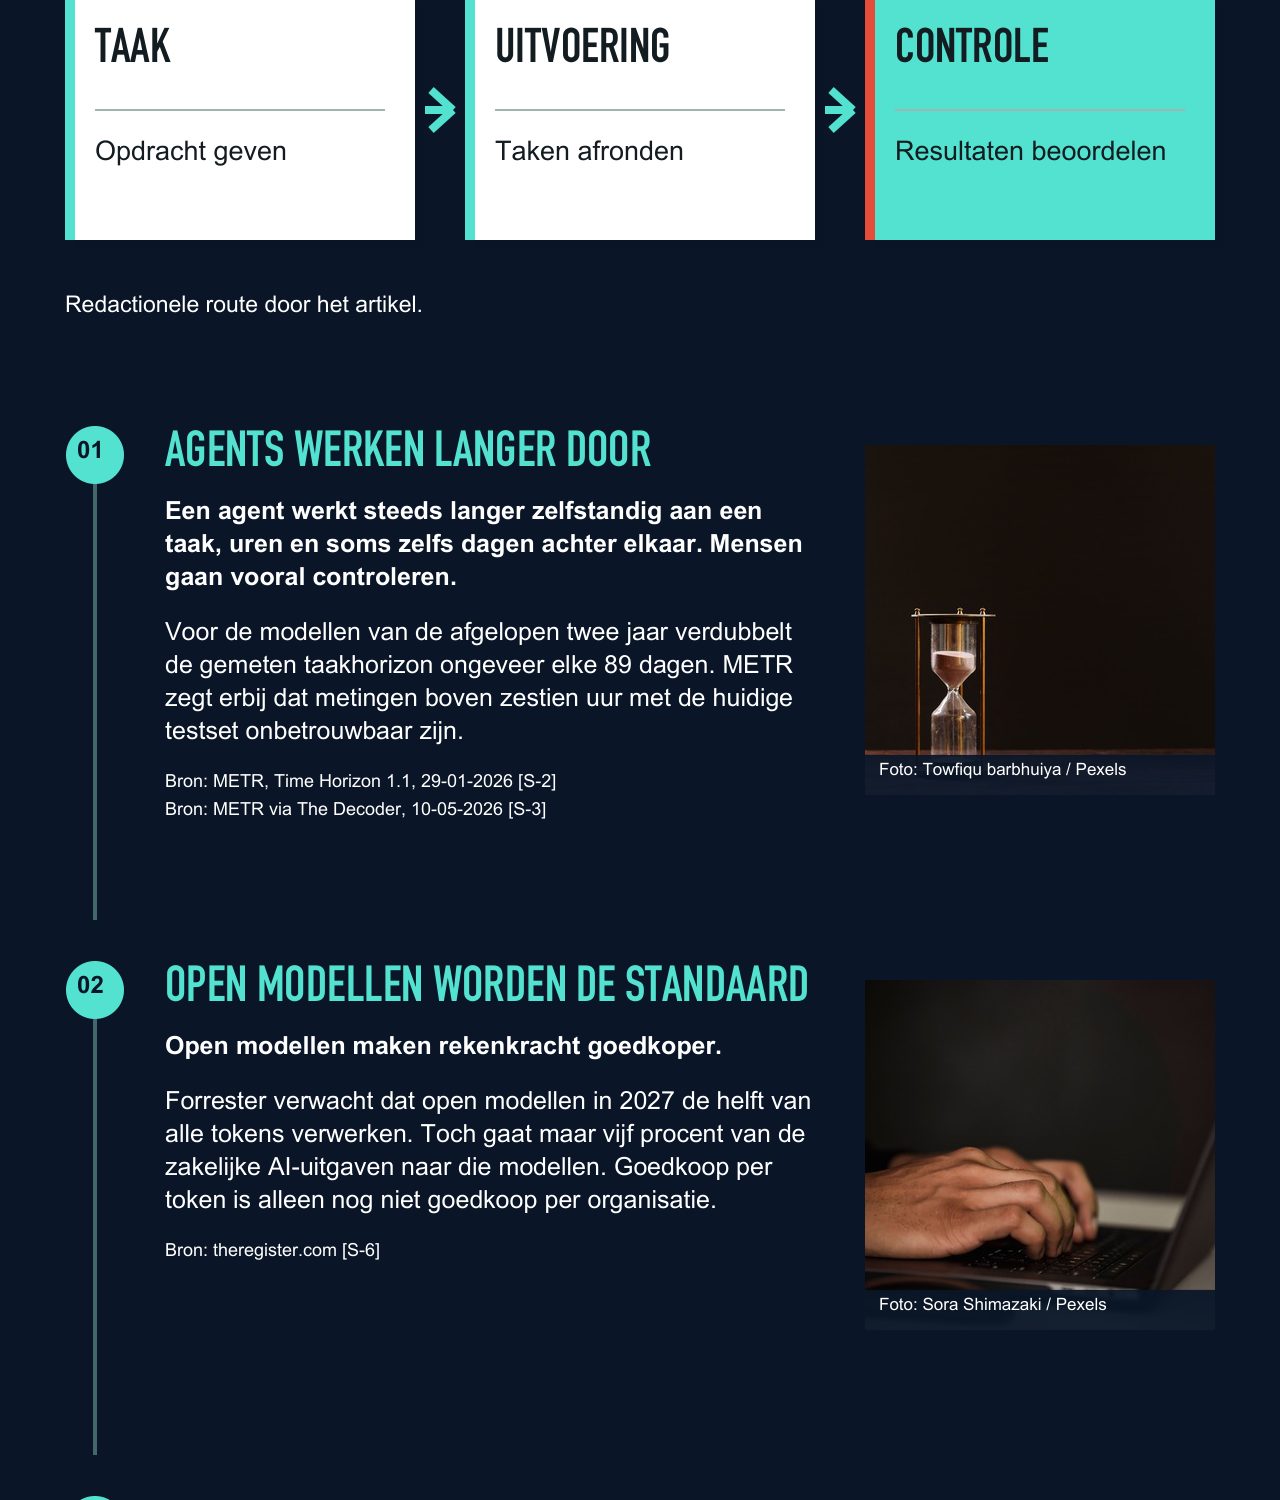 TAAK
Opdracht geven
UITVOERING
Taken afronden
CONTROLE
Resultaten beoordelen
Redactionele route door het artikel.
01
AGENTS WERKEN LANGER DOOR
Een agent werkt steeds langer zelfstandig aan een
taak, uren en soms zelfs dagen achter elkaar. Mensen
gaan vooral controleren.
Voor de modellen van de afgelopen twee jaar verdubbelt
de gemeten taakhorizon ongeveer elke 89 dagen. METR
zegt erbij dat metingen boven zestien uur met de huidige
testset onbetrouwbaar zijn.
Bron: METR, Time Horizon 1.1, 29-01-2026 [S-2]
Bron: METR via The Decoder, 10-05-2026 [S-3]
Foto: Towfiqu barbhuiya / Pexels
02
OPEN MODELLEN WORDEN DE STANDAARD
Open modellen maken rekenkracht goedkoper.
Forrester verwacht dat open modellen in 2027 de helft van
alle tokens verwerken. Toch gaat maar vijf procent van de
zakelijke AI-uitgaven naar die modellen. Goedkoop per
token is alleen nog niet goedkoop per organisatie.
Bron: theregister.com [S-6]
Foto: Sora Shimazaki / Pexels